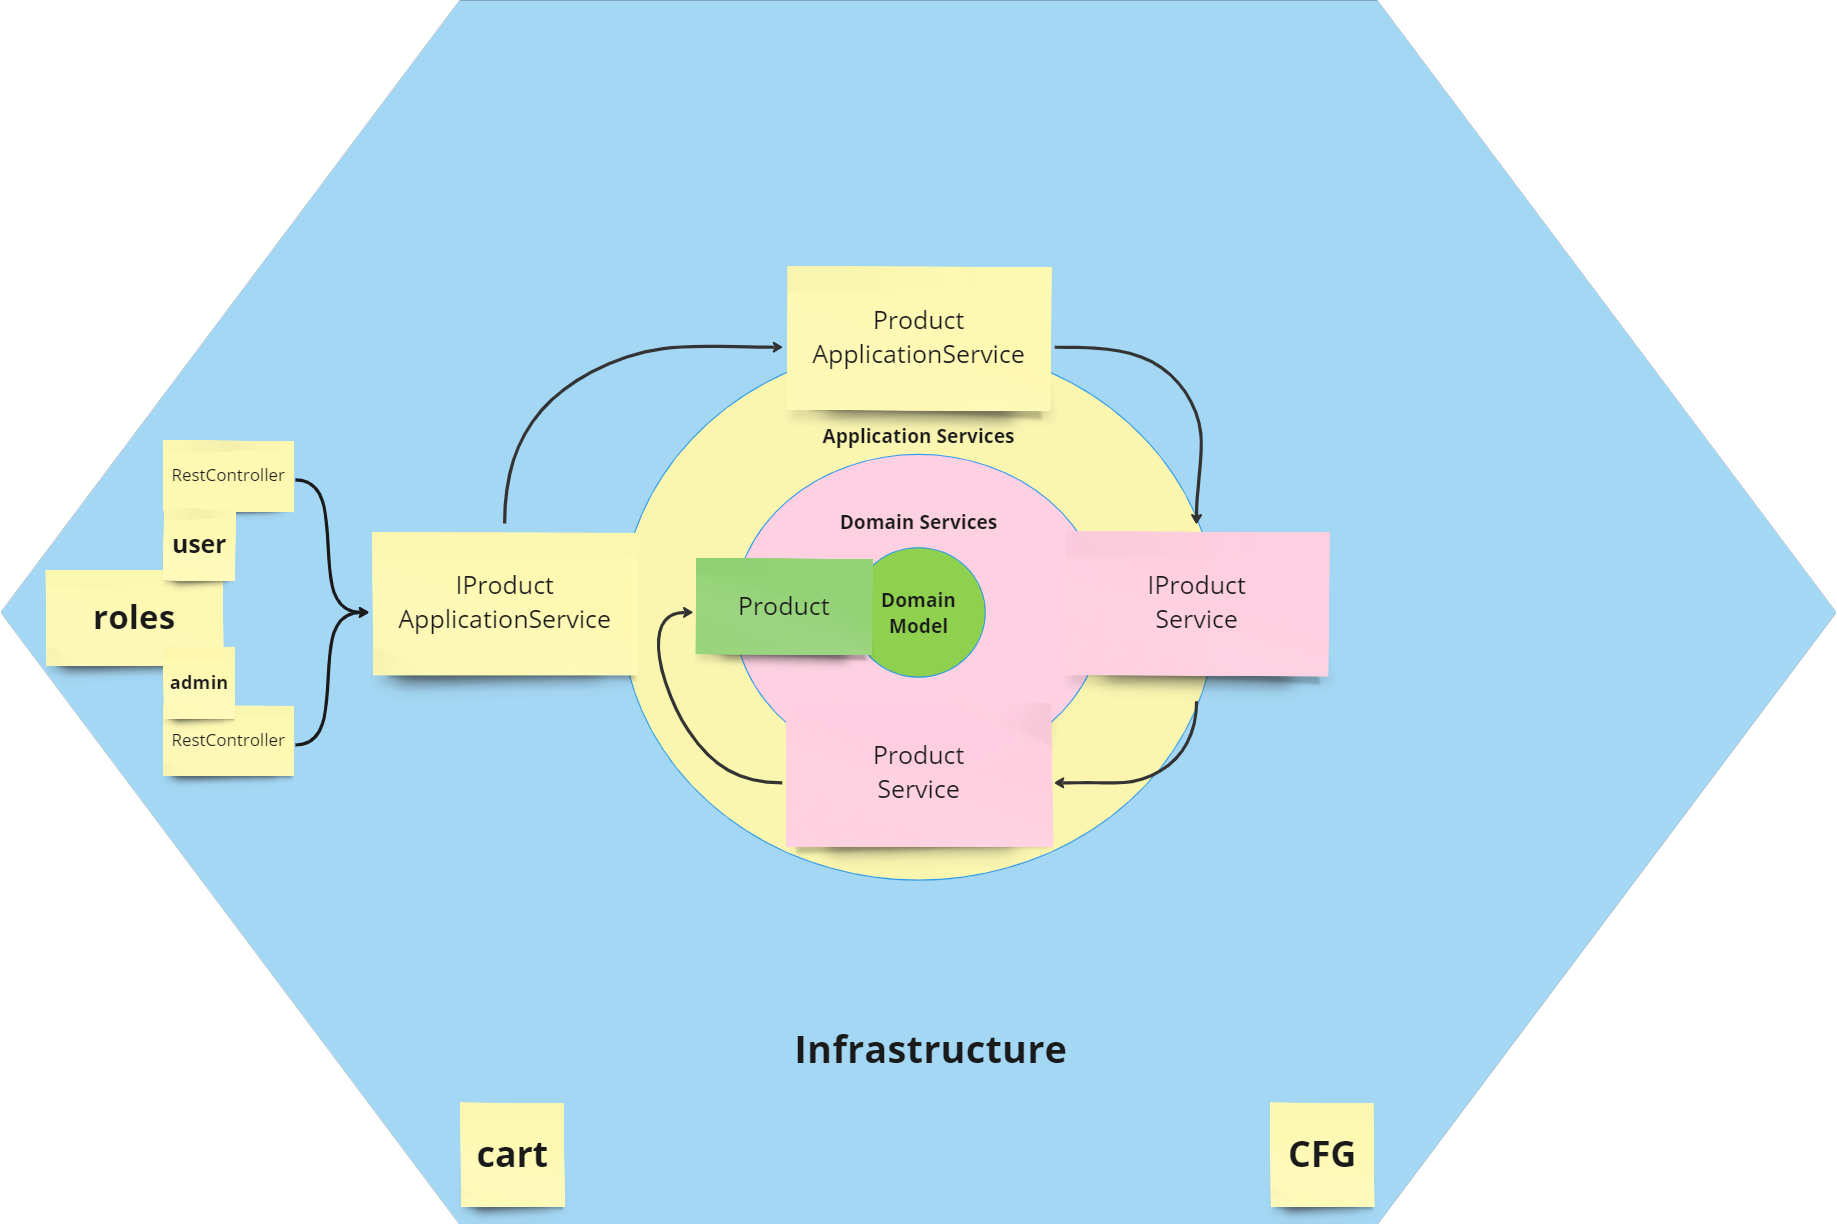 Product
ApplicationService
Application Services
RestController
user
roles
admin
RestController
IProduct
ApplicationService
Domain Services
Product
Domain
Model
IProduct
Service
Product
Service
Infrastructure
cart
CFG